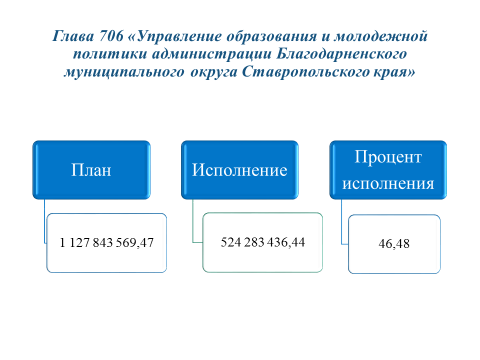 Глава 706 «Управление образования и молодежной
политики администрации Благодарненского
муниципального округа Ставропольского края»
План
Исполнение
Процент
исполнения
1 127 843 569,47
524 283 436,44
46,48